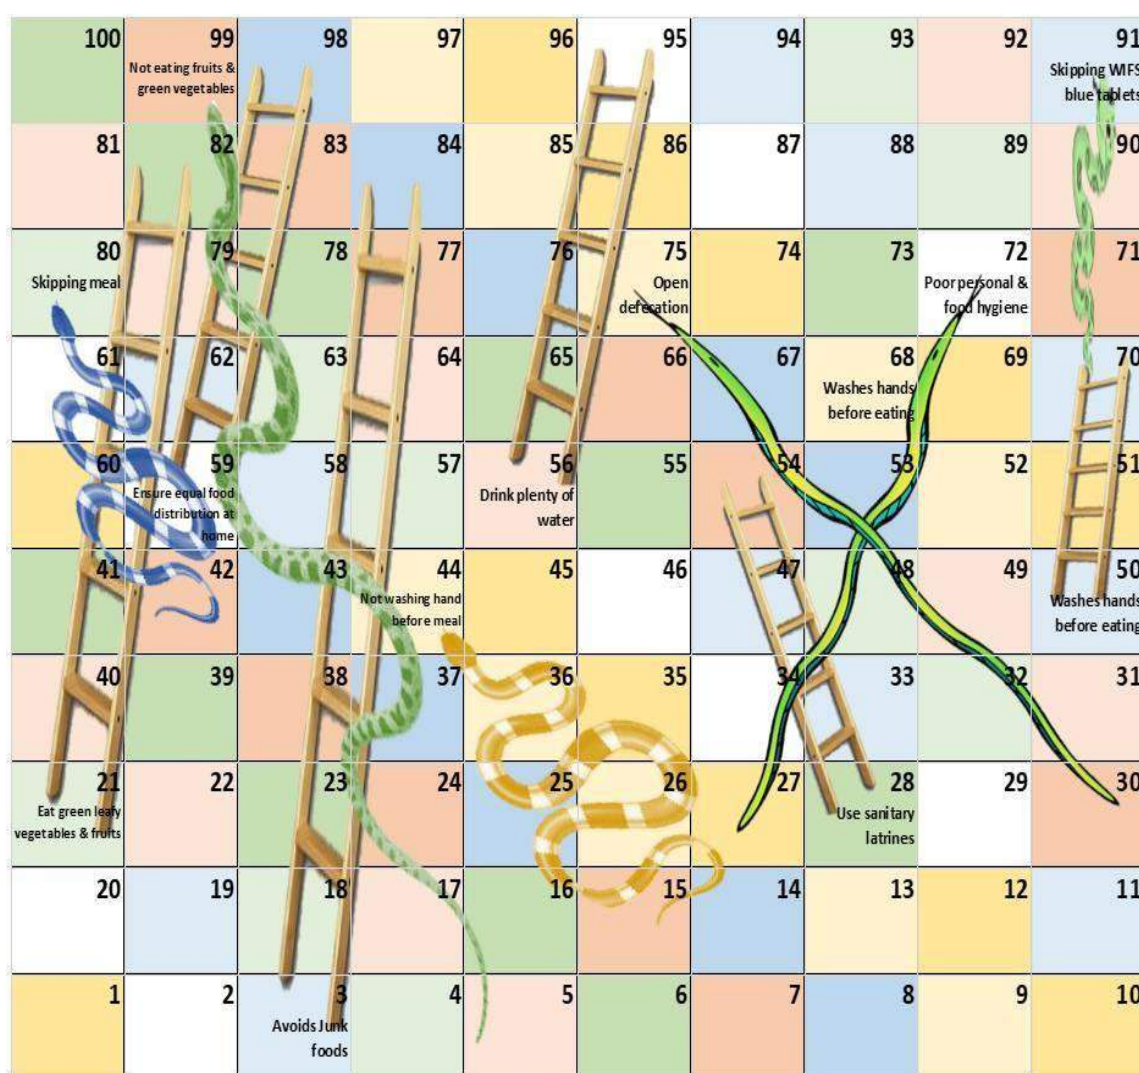 100 99 98 97 96 95 94 93 92 91
Not eating fruits &
green vegetables
Skipping WIFS
blue tablets
81 82 83 84 85 86 87 88 89 90
80 79 78 77 76 75 74 73 72 71
Skipping meal
Open
defecation
Poor personal &
food hygiene
61 62 63 64 65 66 67 68 69 70
Washes hands
before eating
60 59 58 57 56 55 54 53 52 51
Ensure equal food
distribution at
home
Drink plenty of
water
41 42 43 44 45 46 47 48 49 50
Not washing hand
before meal
Washes hands
before eating
40 39 38 37 36 35 34 33 32 31
21 22 23 24 25 26 27 28 29 30
Eat green leafy
vegetables & fruits
Use sanitary
latrines
20 19 18 17 16 15 14 13 12 11
1 2 3 4 5 6 7 8 9 10
Avoids Junk
foods